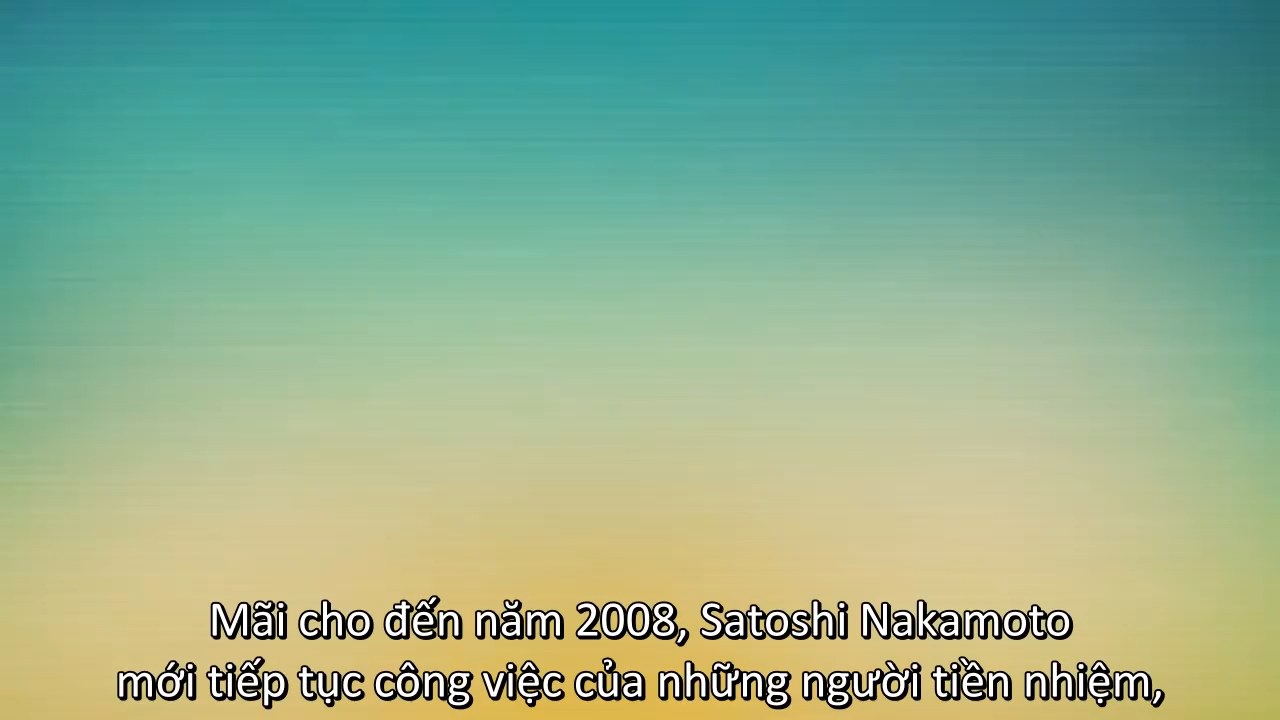 Mãi cho đến năm 2008, Satoshi Nakamoto
mới tiếp tục công việc của những người tiền nhiệm,